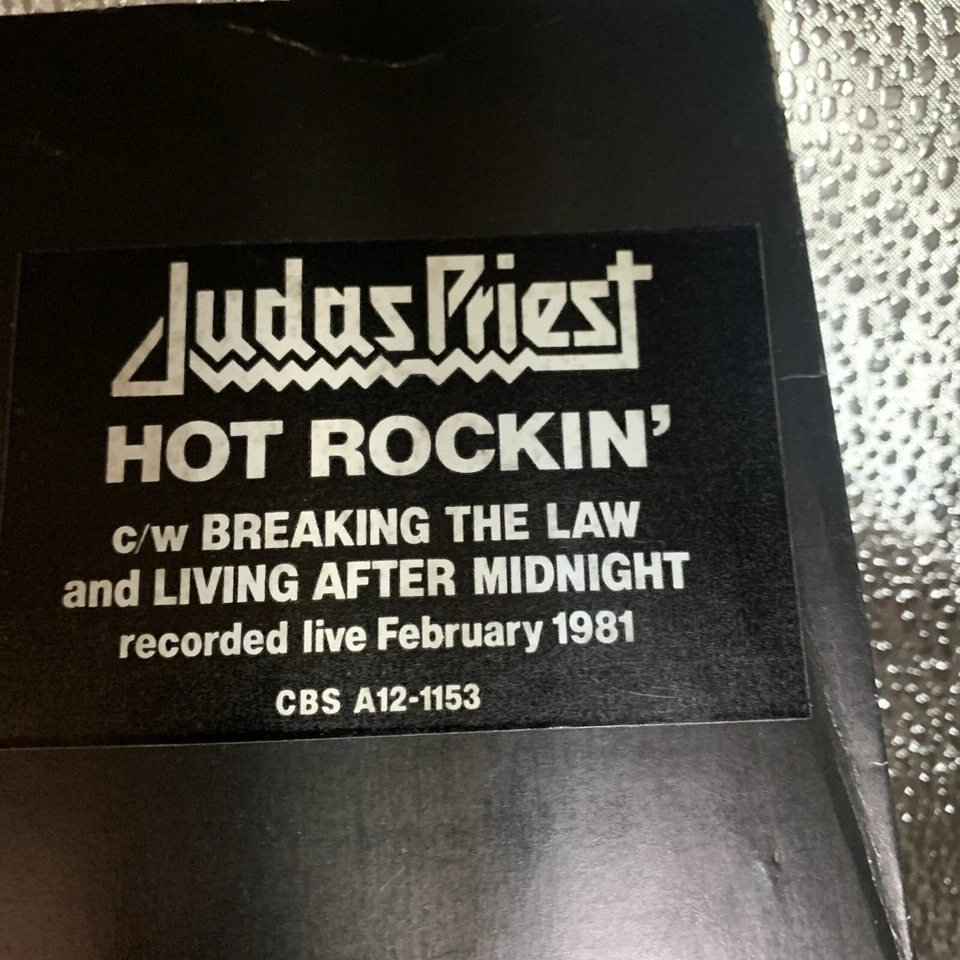 Judas Priest
HOT ROCKIN'
c/w BREAKING THE LAW
and LIVING AFTER MIDNIGHT
recorded live February 1981
CBS A12-1153